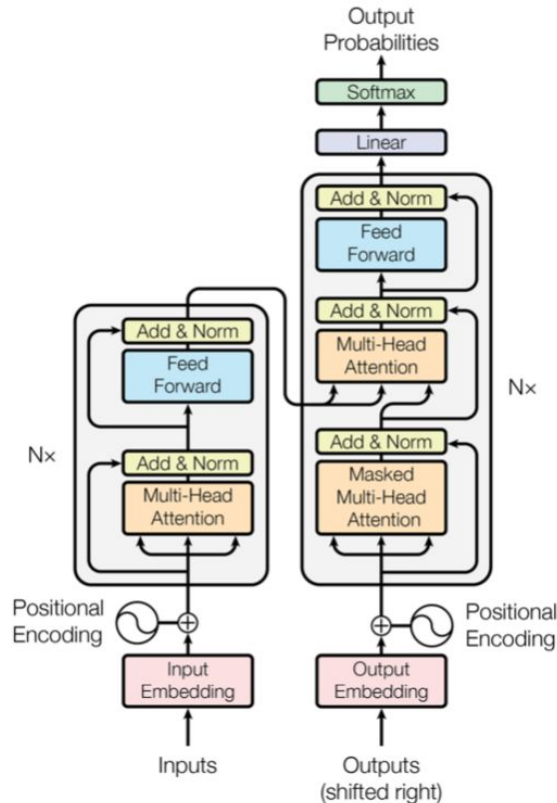 Output
Probabilities
Softmax
Linear
Add & Norm
Feed
Forward
Add & Norm
Multi-Head
Attention
Add & Norm
Masked
Multi-Head
Attention
N×
Add & Norm
Feed
Forward
Add & Norm
Multi-Head
Attention
N×
Positional
Encoding
Positional
Encoding
Input
Embedding
Output
Embedding
Inputs
Outputs
(shifted right)